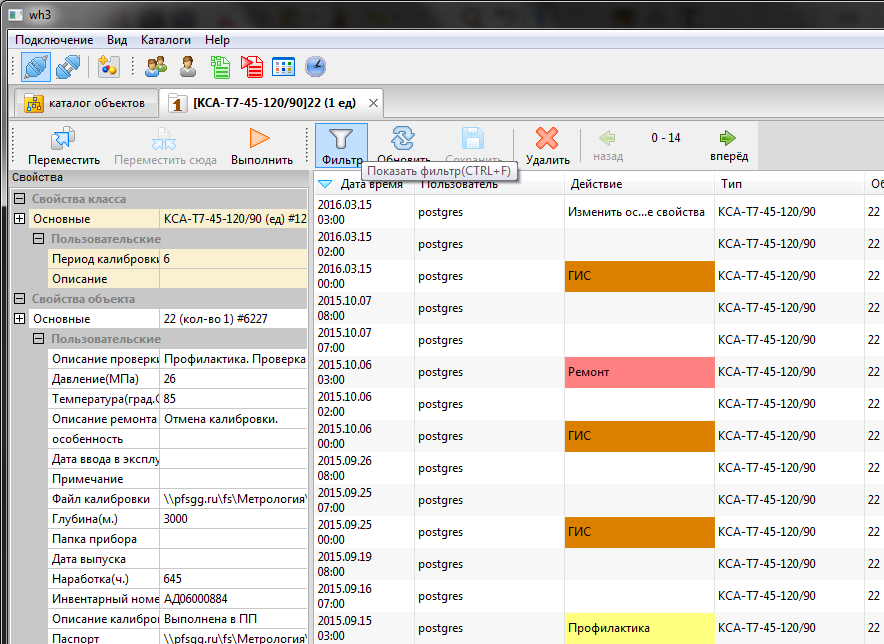 wh3
Подключение Вид Каталоги Help
каталог объектов
1 [КСА-Т7-45-120/90]22 (1 ед)
Переместить Переместить сюда Выполнить Фильтр Обновить Сохранить Удалить назад 0 - 14 вперёд
Показать фильтр(CTRL+F)
Свойства
Свойства класса
Основные КСА-Т7-45-120/90 (ед) #12
Пользовательские
Период калибровки 6
Описание
Свойства объекта
Основные 22 (кол-во 1) #6227
Пользовательские
Описание проверки Профилактика. Проверка
Давление(МПа) 26
Температура(град.С 85
Описание ремонта Отмена калибровки.
особенность
Дата ввода в эксплу
Примечание
Файл калибровки \\pfsgg.ru\fs\Метрология\
Глубина(м.) 3000
Папка прибора
Дата выпуска
Наработка(ч.) 645
Инвентарный номе АД06000884
Описание калибро Выполнена в ПП
Паспорт \\pfsgg.ru\fs\Метрология\
Дата время Пользователь Действие Тип Об
2016.03.15
03:00
postgres Изменить ос...е свойства КСА-Т7-45-120/90 22
2016.03.15
02:00
postgres КСА-Т7-45-120/90 22
2016.03.15
00:00
postgres ГИС КСА-Т7-45-120/90 22
2015.10.07
08:00
postgres КСА-Т7-45-120/90 22
2015.10.07
07:00
postgres КСА-Т7-45-120/90 22
2015.10.06
03:00
postgres Ремонт КСА-Т7-45-120/90 22
2015.10.06
02:00
postgres КСА-Т7-45-120/90 22
2015.10.06
00:00
postgres ГИС КСА-Т7-45-120/90 22
2015.09.26
08:00
postgres КСА-Т7-45-120/90 22
2015.09.25
07:00
postgres КСА-Т7-45-120/90 22
2015.09.25
00:00
postgres ГИС КСА-Т7-45-120/90 22
2015.09.19
08:00
postgres КСА-Т7-45-120/90 22
2015.09.16
07:00
postgres КСА-Т7-45-120/90 22
2015.09.15
03:00
postgres Профилактика КСА-Т7-45-120/90 22